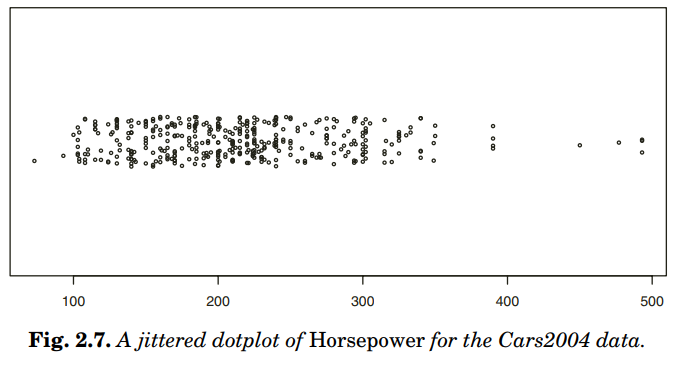 100 200 300 400 500
Fig. 2.7. A jittered dotplot of Horsepower for the Cars2004 data.